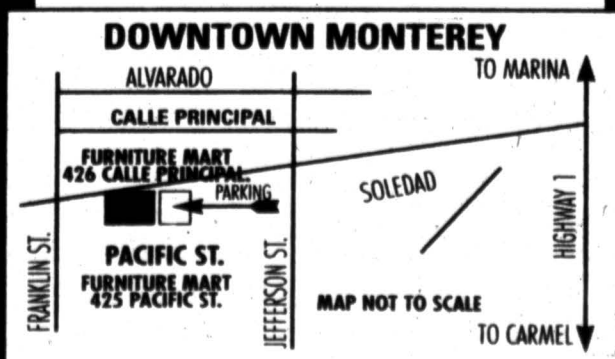 DOWNTOWN MONTEREY
ALVARADO
TO MARINA
CALLE PRINCIPAL
FURNITURE MART
426 CALLE PRINCIPAL.
PARKING
SOLEDAD
HIGHWAY 1
FRANKLIN ST.
PACIFIC ST.
JEFFERSON ST.
FURNITURE MART
425 PACIFIC ST.
MAP NOT TO SCALE
TO CARMEL